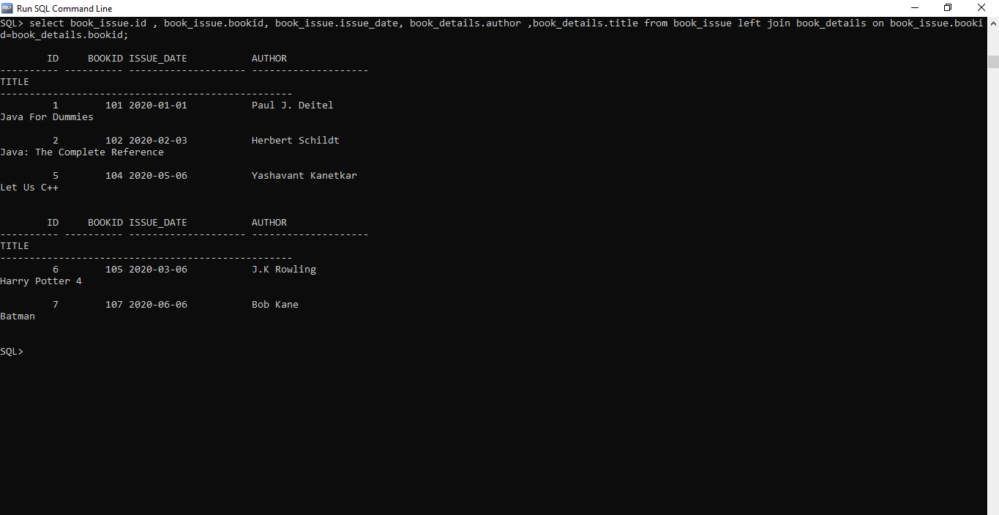 Run SQL Command Line
SQL> select book_issue.id , book_issue.bookid, book_issue.issue_date, book_details.author ,book_details.title from book_issue left join book_details on book_issue.booki
d=book_details.bookid;
        ID     BOOKID ISSUE_DATE           AUTHOR
---------- ---------- -------------------- --------------------
TITLE
--------------------------------------------------
         1        101 2020-01-01           Paul J. Deitel
Java For Dummies
         2        102 2020-02-03           Herbert Schildt
Java: The Complete Reference
         5        104 2020-05-06           Yashavant Kanetkar
Let Us C++
        ID     BOOKID ISSUE_DATE           AUTHOR
---------- ---------- -------------------- --------------------
TITLE
--------------------------------------------------
         6        105 2020-03-06           J.K Rowling
Harry Potter 4
         7        107 2020-06-06           Bob Kane
Batman
SQL>